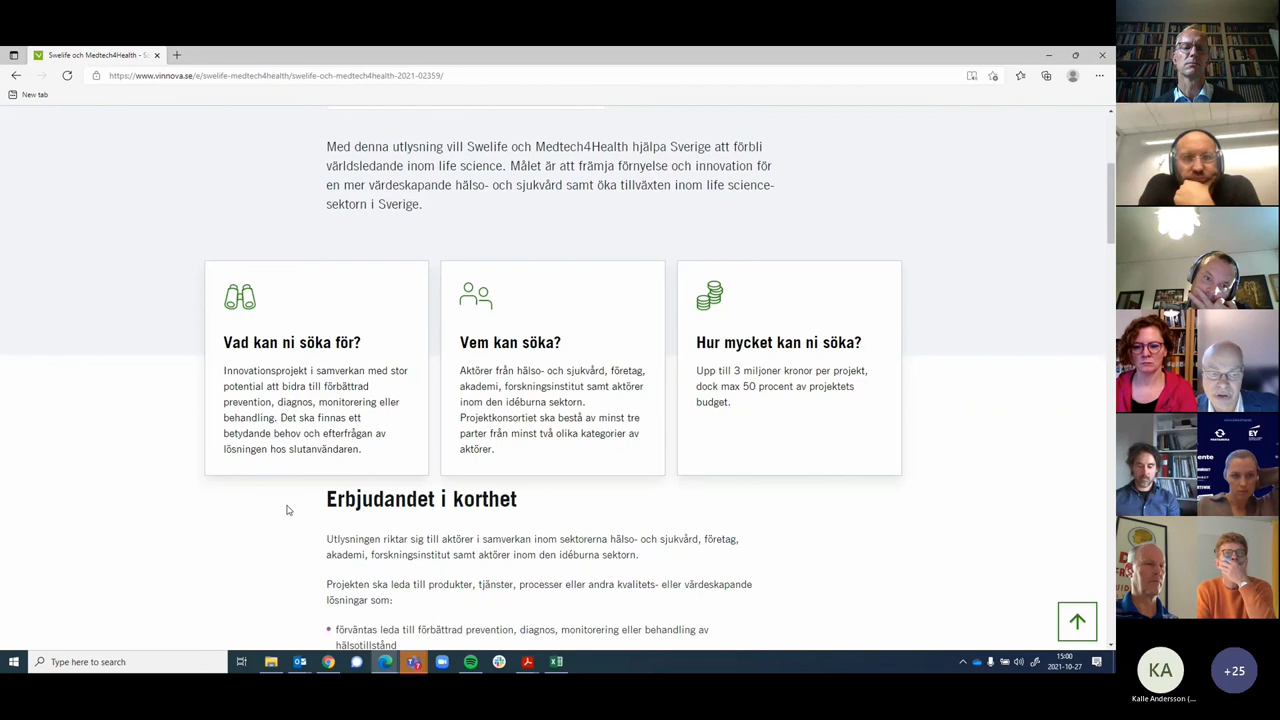 Swelife och Medtech4Health - S
https://www.vinnova.se/e/swelife-medtech4health/swelife-och-medtech4health-2021-02359/
New tab
Med denna utlysning vill Swelife och Medtech4Health hjälpa Sverige att förbli
världsledande inom life science. Målet är att främja förnyelse och innovation för
en mer värdeskapande hälso- och sjukvård samt öka tillväxten inom life science-
sektorn i Sverige.
Vad kan ni söka för?
Innovationsprojekt i samverkan med stor
potential att bidra till förbättrad
prevention, diagnos, monitorering eller
behandling. Det ska finnas ett
betydande behov och efterfrågan av
lösningen hos slutanvändaren.
Vem kan söka?
Aktörer från hälso- och sjukvård, företag,
akademi, forskningsinstitut samt aktörer
inom den idéburna sektorn.
Projektkonsortiet ska bestå av minst tre
parter från minst två olika kategorier av
aktörer.
Hur mycket kan ni söka?
Upp till 3 miljoner kronor per projekt,
dock max 50 procent av projektets
budget.
Erbjudandet i korthet
Utlysningen riktar sig till aktörer i samverkan inom sektorerna hälso- och sjukvård, företag,
akademi, forskningsinstitut samt aktörer inom den idéburna sektorn.
Projekten ska leda till produkter, tjänster, processer eller andra kvalitets- eller värdeskapande
lösningar som:
förväntas leda till förbättrad prevention, diagnos, monitorering eller behandling av
hälsotillstånd
Type here to search
15:00
2021-10-27
EY
KA
+25
Kalle Andersson (...